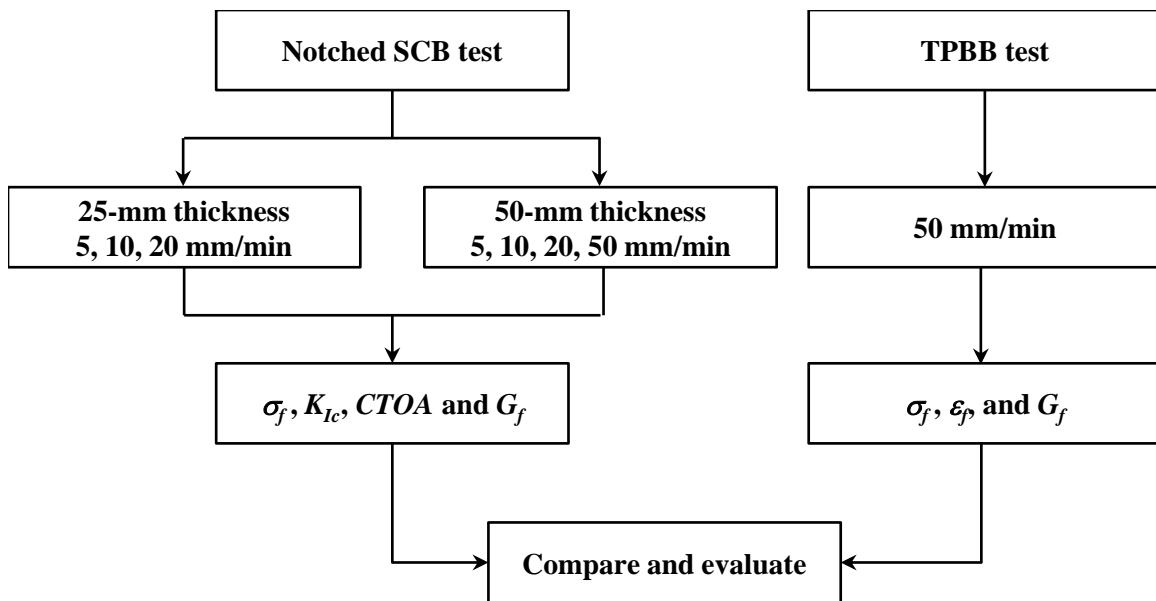 Notched SCB test
TPBB test
25-mm thickness
5, 10, 20 mm/min
50-mm thickness
5, 10, 20, 50 mm/min
50 mm/min
σf, KIc, CTOA and Gf
σf, εf, and Gf
Compare and evaluate